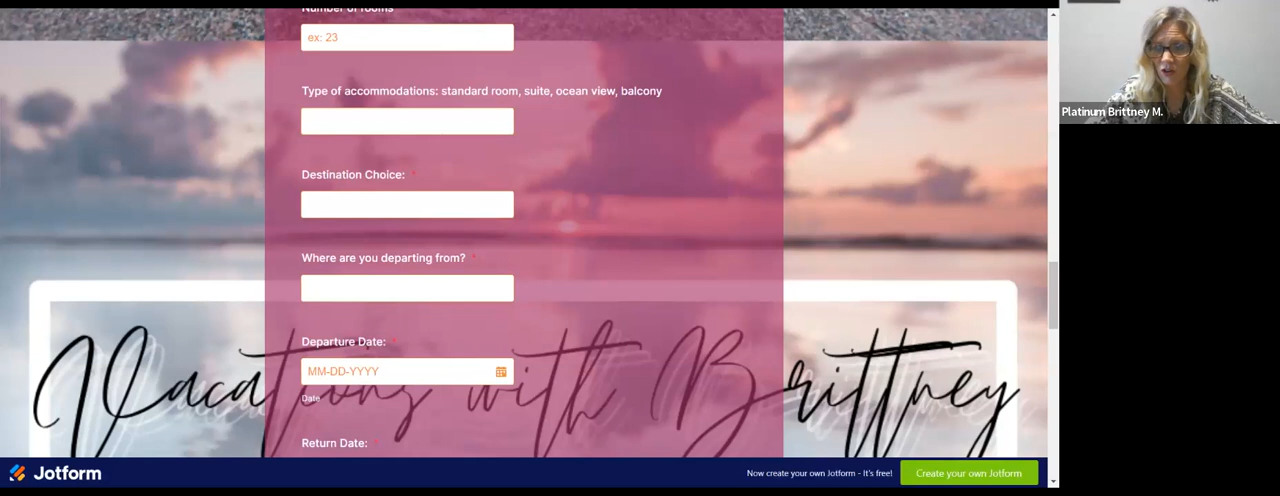 Number of rooms
ex: 23
Type of accommodations: standard room, suite, ocean view, balcony
Destination Choice: *
Where are you departing from? *
Departure Date: *
MM-DD-YYYY
Date
Return Date: *
Vacations with Brittney
Jotform
Now create your own Jotform - It's free!
Create your own Jotform
Platinum Brittney M.